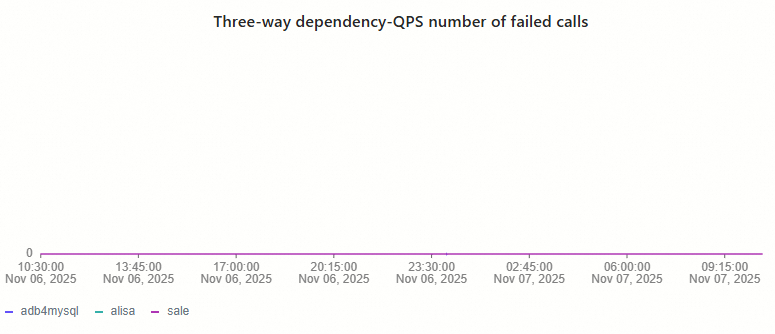 Three-way dependency-QPS number of failed calls
0
10:30:00 13:45:00 17:00:00 20:15:00 23:30:00 02:45:00 06:00:00 09:15:00
Nov 06, 2025 Nov 06, 2025 Nov 06, 2025 Nov 06, 2025 Nov 06, 2025 Nov 07, 2025 Nov 07, 2025 Nov 07, 2025
adb4mysql alisa sale